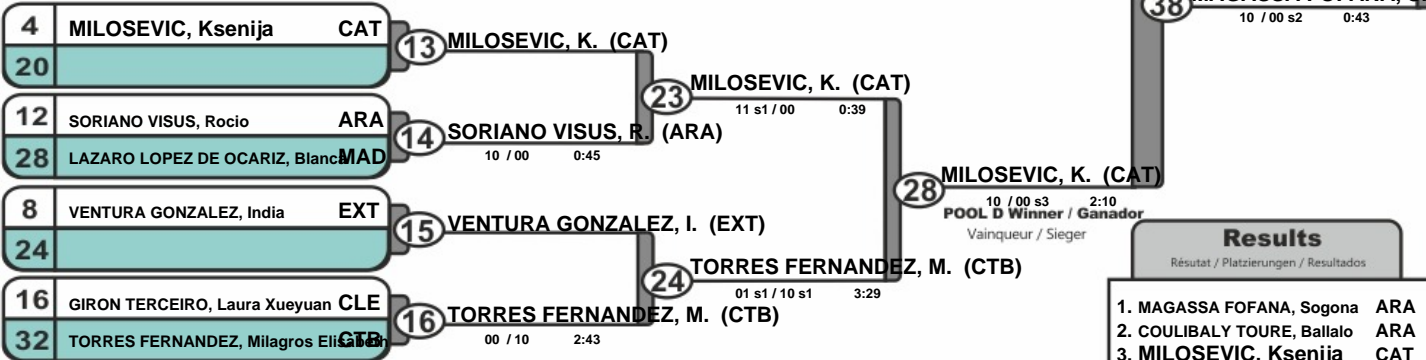 38
10 / 00 s2 0:43
4 MILOSEVIC, Ksenija CAT
20
13 MILOSEVIC, K. (CAT)
12 SORIANO VISUS, Rocio ARA
28 LAZARO LOPEZ DE OCARIZ, Blanca MAD
14 SORIANO VISUS, R. (ARA)
10 / 00 0:45
23 MILOSEVIC, K. (CAT)
11 s1 / 00 0:39
8 VENTURA GONZALEZ, India EXT
24
15 VENTURA GONZALEZ, I. (EXT)
16 GIRON TERCEIRO, Laura Xueyuan CLE
32 TORRES FERNANDEZ, Milagros Elisabeth CTB
16 TORRES FERNANDEZ, M. (CTB)
00 / 10 2:43
24 TORRES FERNANDEZ, M. (CTB)
01 s1 / 10 s1 3:29
28 MILOSEVIC, K. (CAT)
10 / 00 s3 2:10
POOL D Winner / Ganador
Vainqueur / Sieger
Results
Résutat / Platzierungen / Resultados
1. MAGASSA FOFANA, Sogona ARA
2. COULIBALY TOURE, Ballalo ARA
3. MILOSEVIC, Ksenija CAT